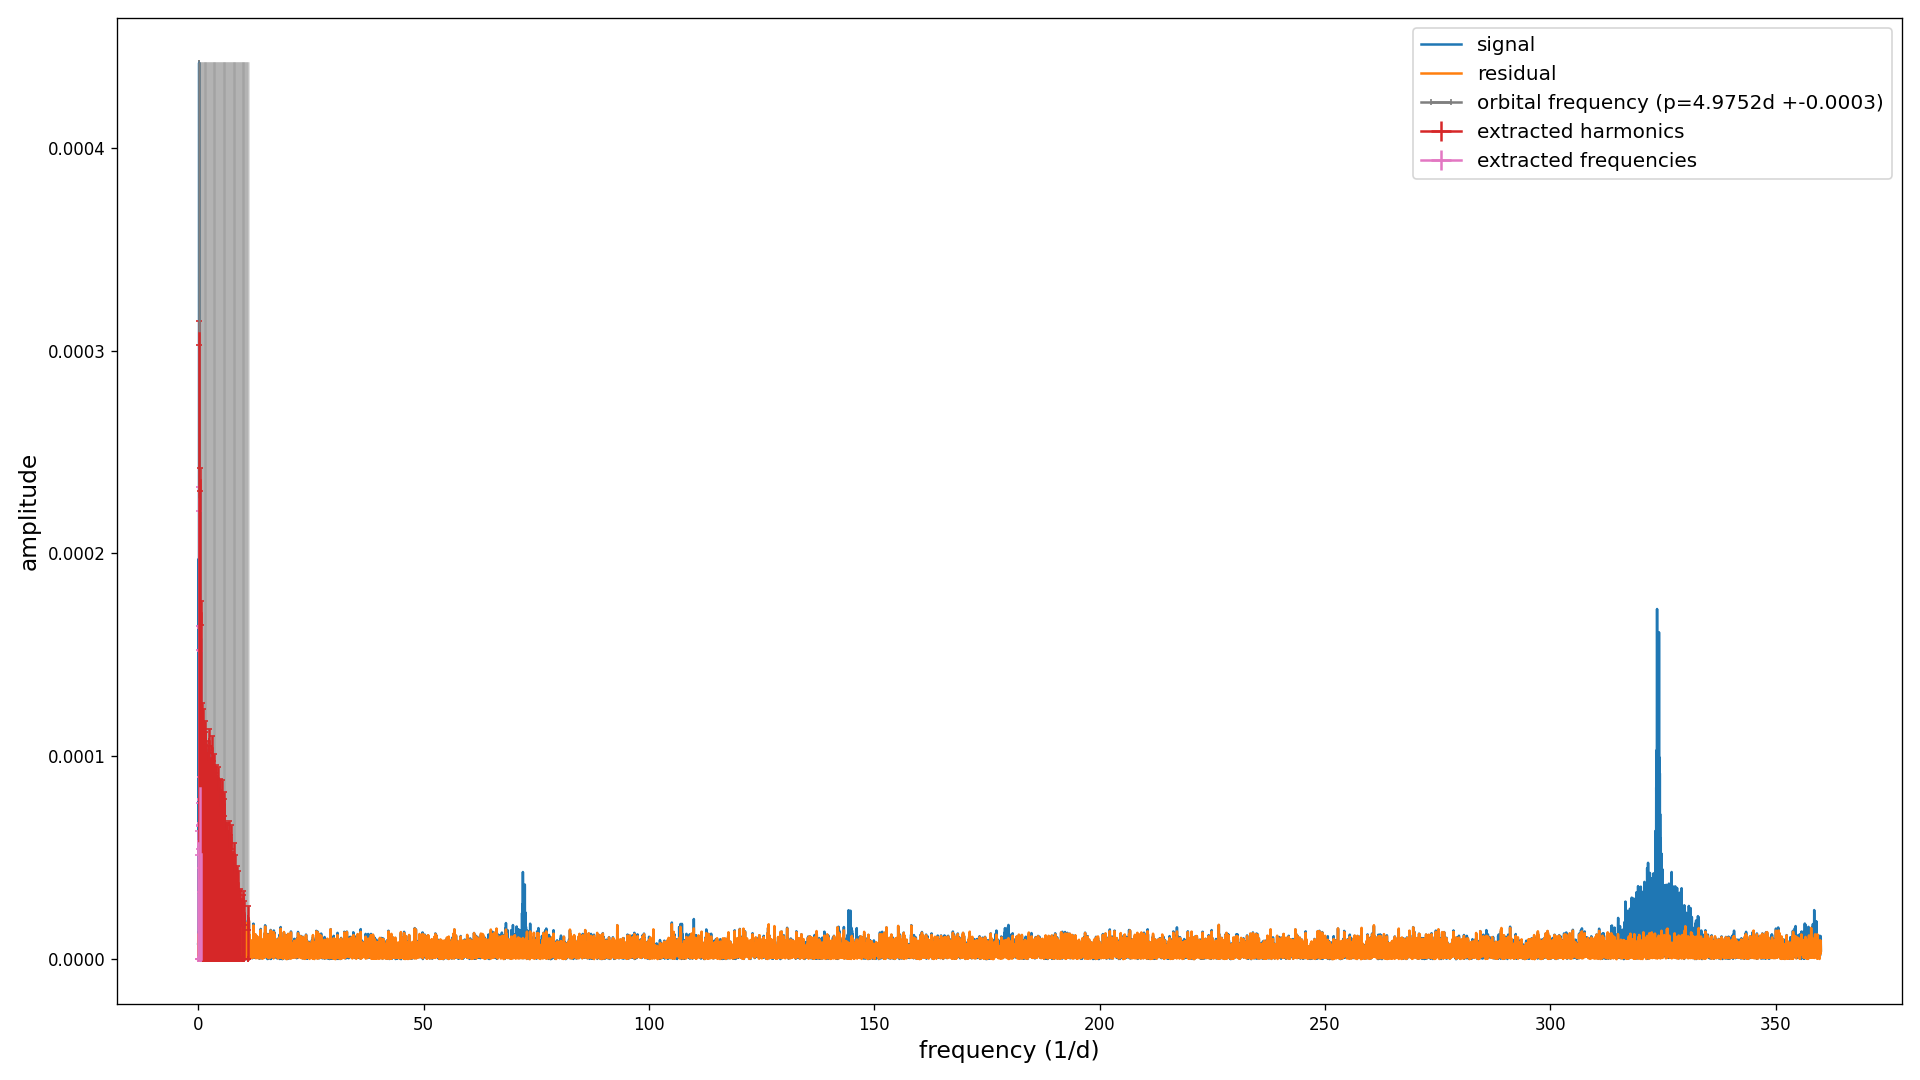 signal
residual
orbital frequency (p=4.9752d +-0.0003)
extracted harmonics
extracted frequencies
amplitude
0.0004
0.0003
0.0002
0.0001
0.0000
0 50 100 150 200 250 300 350
frequency (1/d)